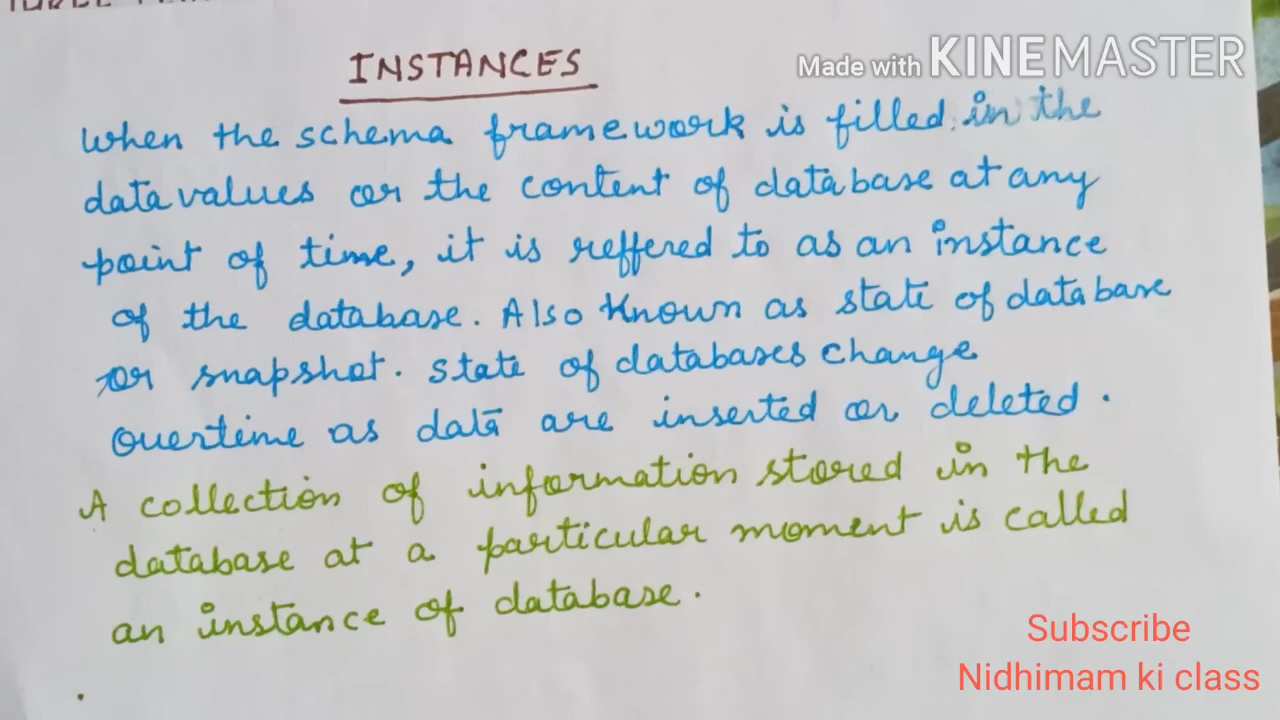 INSTANCES
Made with KINEMASTER
When the schema framework is filled in the
data values or the content of database at any
point of time, it is reffered to as an instance
of the database. Also known as state of database
or snapshot. State of databases change
overtime as data are inserted or deleted.
A collection of information stored in the
database at a particular moment is called
an instance of database.
Subscribe
Nidhimam ki class